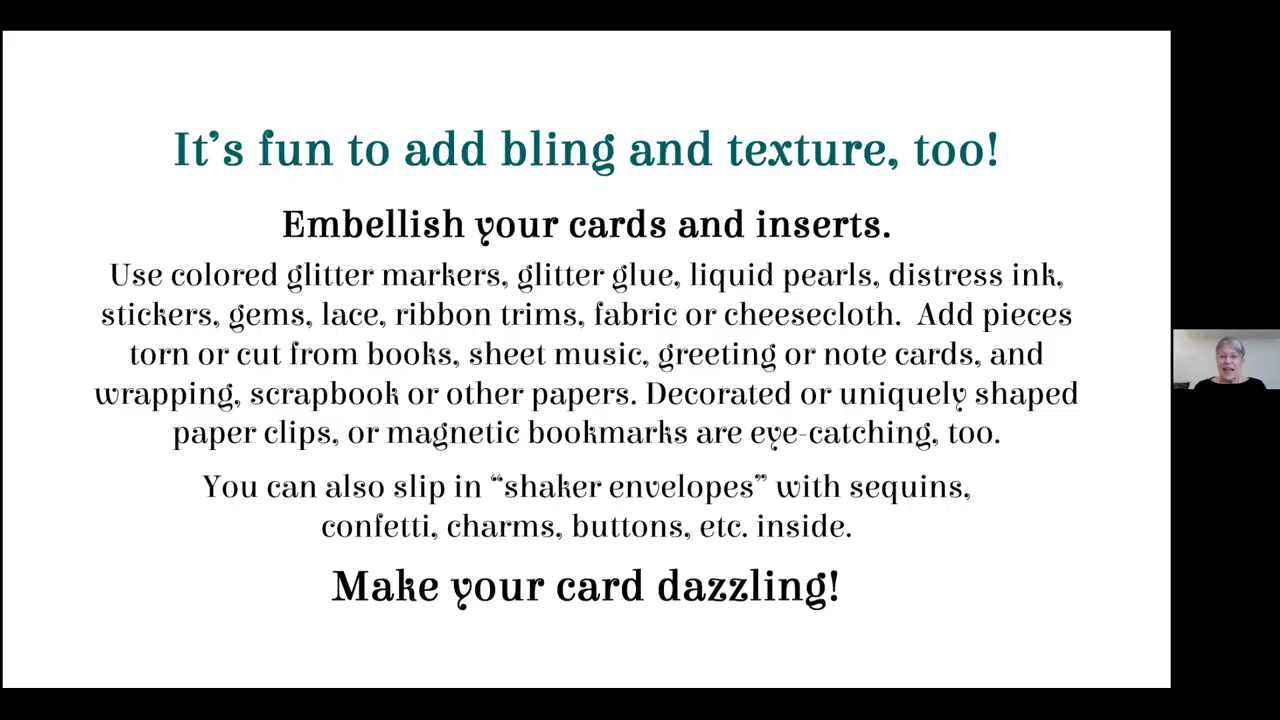 It's fun to add bling and texture, too!
Embellish your cards and inserts.
Use colored glitter markers, glitter glue, liquid pearls, distress ink,
stickers, gems, lace, ribbon trims, fabric or cheesecloth.  Add pieces
torn or cut from books, sheet music, greeting or note cards, and
wrapping, scrapbook or other papers. Decorated or uniquely shaped
paper clips, or magnetic bookmarks are eye-catching, too.
You can also slip in “shaker envelopes” with sequins,
confetti, charms, buttons, etc. inside.
Make your card dazzling!